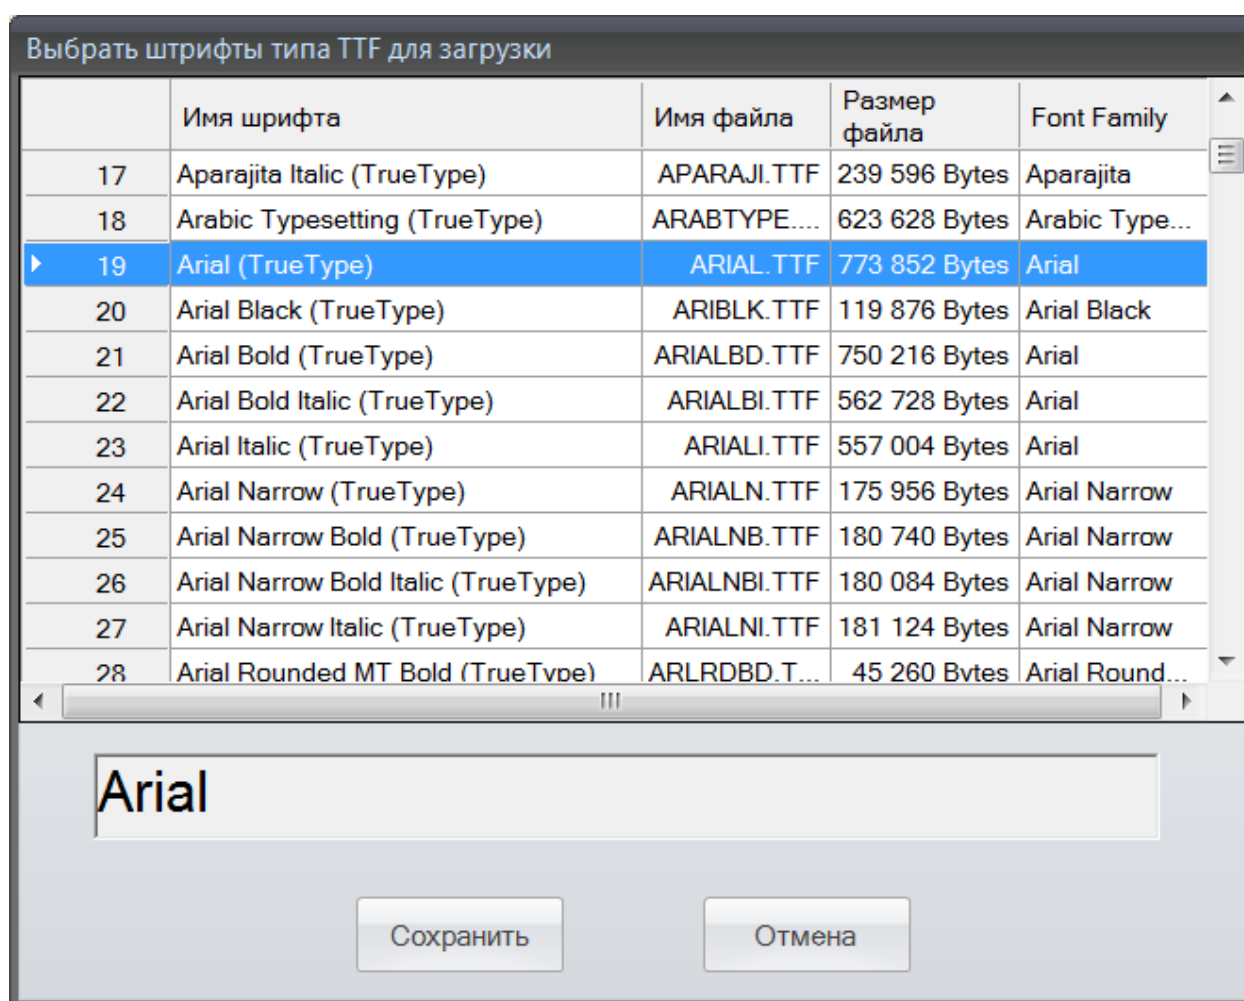 Выбрать штрифты типа TTF для загрузки
Имя шрифта Имя файла Размер файла Font Family
17 Aparajita Italic (TrueType) APARAJI.TTF 239 596 Bytes Aparajita
18 Arabic Typesetting (TrueType) ARABTYPE.... 623 628 Bytes Arabic Type...
19 Arial (TrueType) ARIAL.TTF 773 852 Bytes Arial
20 Arial Black (TrueType) ARIBLK.TTF 119 876 Bytes Arial Black
21 Arial Bold (TrueType) ARIALBD.TTF 750 216 Bytes Arial
22 Arial Bold Italic (TrueType) ARIALBI.TTF 562 728 Bytes Arial
23 Arial Italic (TrueType) ARIALI.TTF 557 004 Bytes Arial
24 Arial Narrow (TrueType) ARIALN.TTF 175 956 Bytes Arial Narrow
25 Arial Narrow Bold (TrueType) ARIALNB.TTF 180 740 Bytes Arial Narrow
26 Arial Narrow Bold Italic (TrueType) ARIALNBI.TTF 180 084 Bytes Arial Narrow
27 Arial Narrow Italic (TrueType) ARIALNI.TTF 181 124 Bytes Arial Narrow
28 Arial Rounded MT Bold (TrueType) ARLRDBD.T... 45 260 Bytes Arial Round...
Arial
Сохранить Отмена